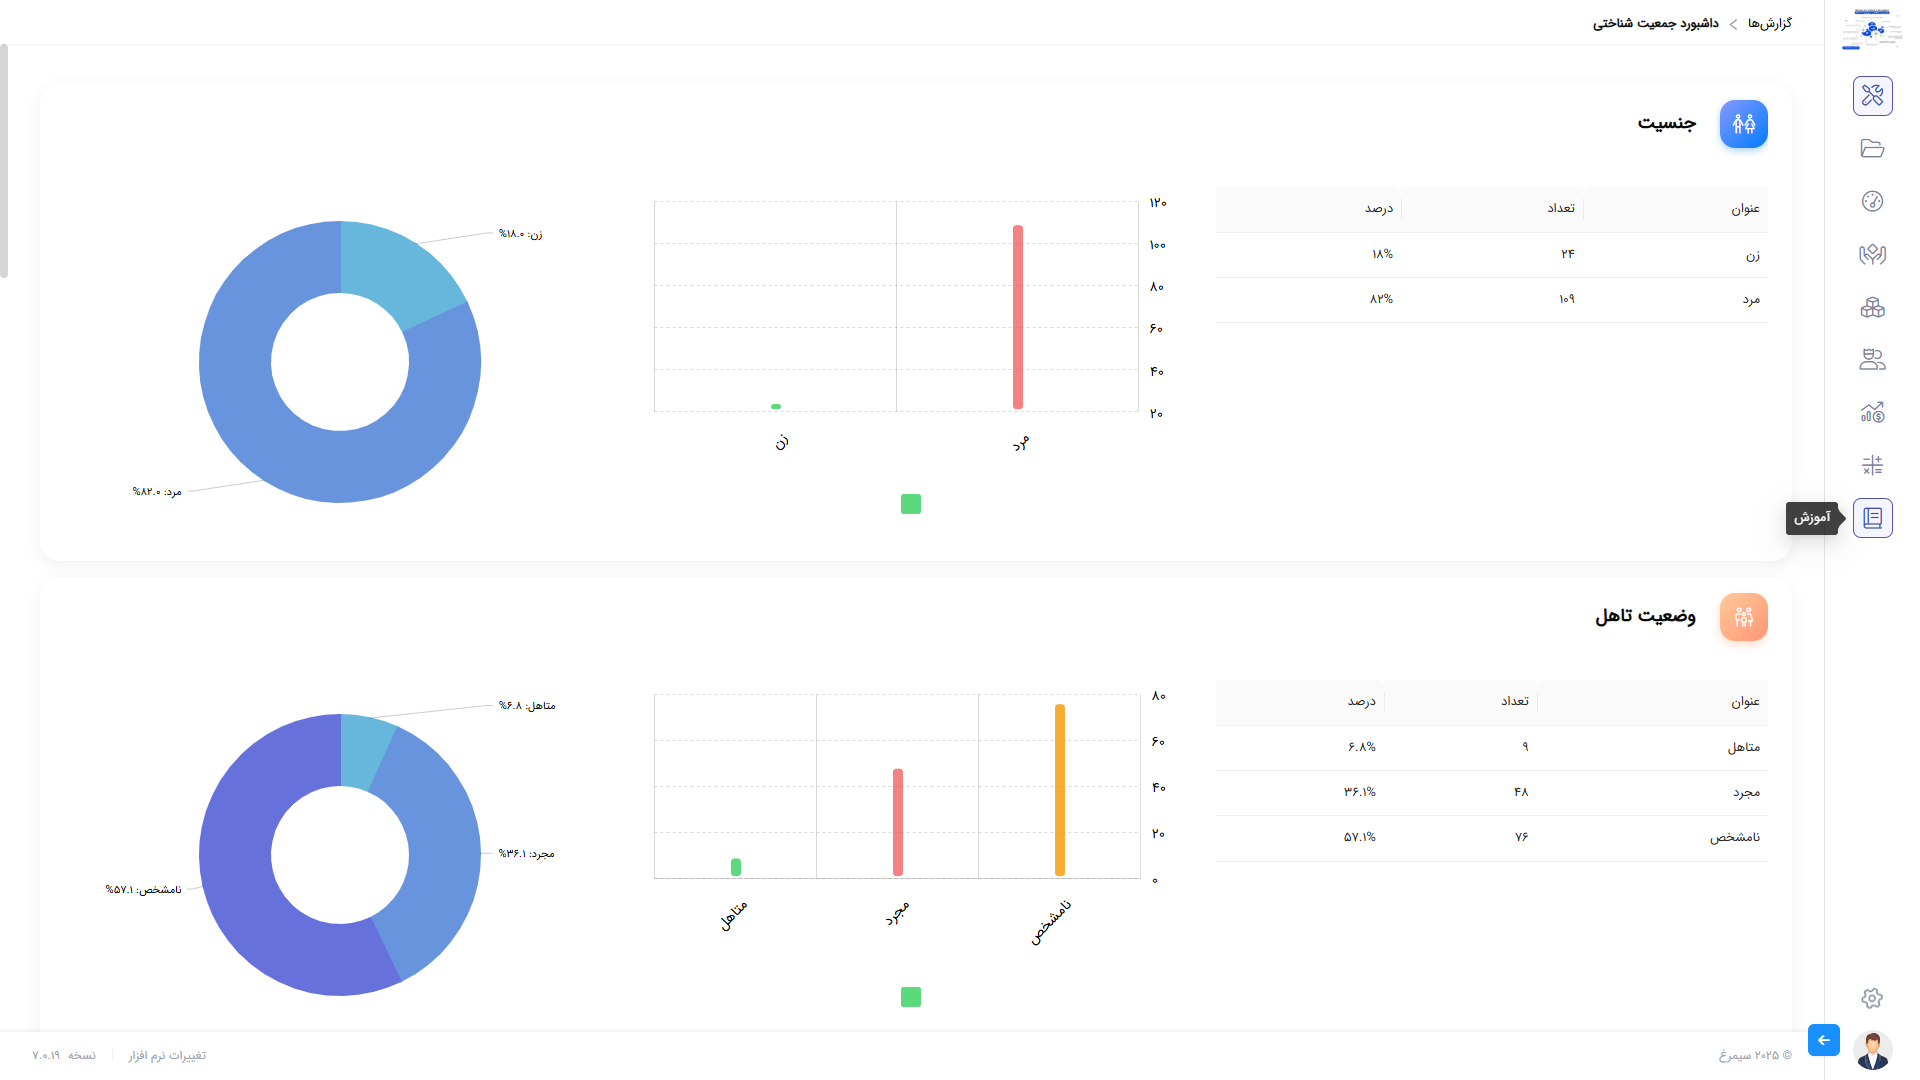 گزارش‌ها > داشبورد جمعیت شناختی
جنسیت
عنوان تعداد درصد
زن ۲۴ ۱۸%
مرد ۱۰۹ ۸۲%
۱۲۰
۱۰۰
۸۰
۶۰
۴۰
۲۰
مرد
زن
زن: ۱۸.۰%
مرد: ۸۲.۰%
آموزش
وضعیت تاهل
عنوان تعداد درصد
متاهل ۹ ۶.۸%
مجرد ۴۸ ۳۶.۱%
نامشخص ۷۶ ۵۷.۱%
۸۰
۶۰
۴۰
۲۰
۰
نامشخص
مجرد
متاهل
متاهل: ۶.۸%
مجرد: ۳۶.۱%
نامشخص: ۵۷.۱%
© ۲۰۲۵ سیمرغ
تغییرات نرم افزار
نسخه ۷.۰.۱۹